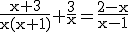 x+3/x(x+1) + 3/x = 2-x/x-1